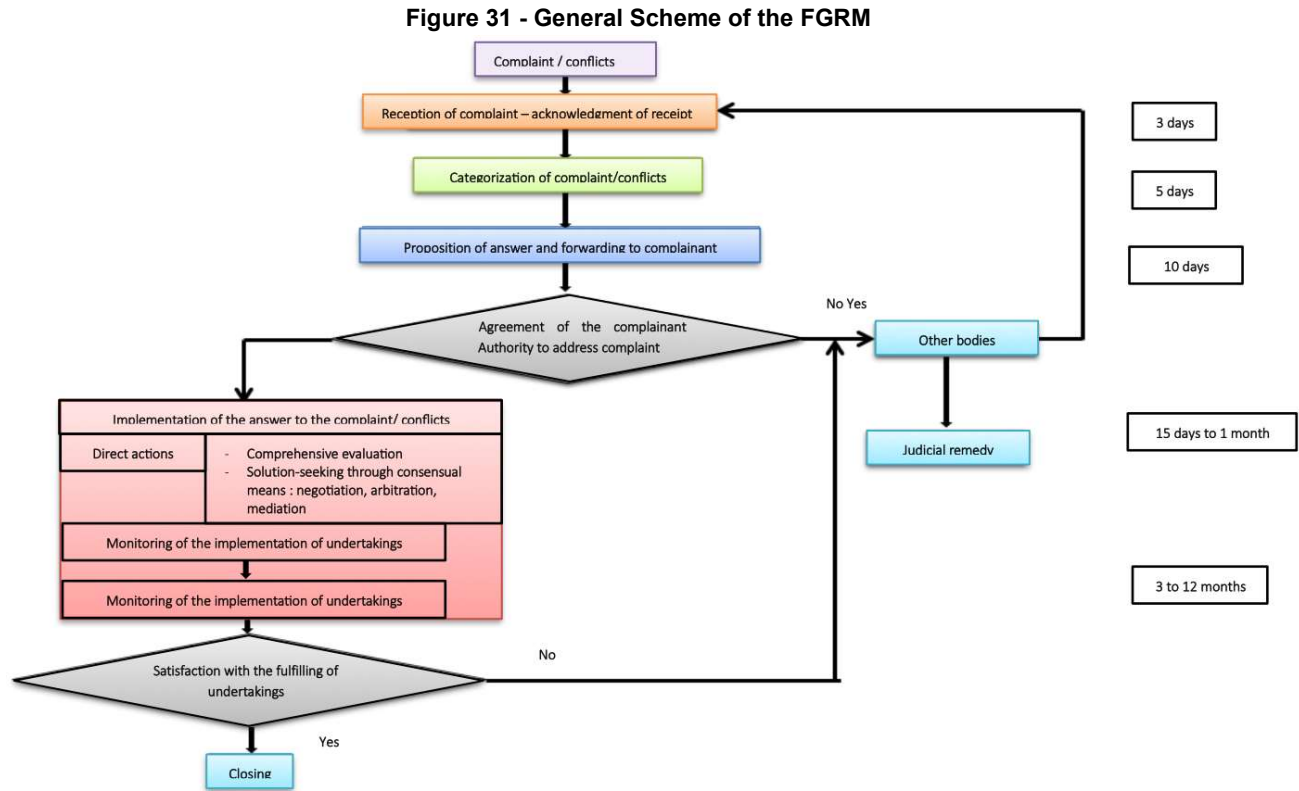 Figure 31 - General Scheme of the FGRM
Complaint / conflicts
Reception of complaint – acknowledgment of receipt
3 days
Categorization of complaint/conflicts
5 days
Proposition of answer and forwarding to complainant
10 days
No Yes
Agreement of the complainant
Authority to address complaint
Other bodies
Implementation of the answer to the complaint/ conflicts
15 days to 1 month
Direct actions
- Comprehensive evaluation
- Solution-seeking through consensual
means : negotiation, arbitration,
mediation
Judicial remedy
Monitoring of the implementation of undertakings
Monitoring of the implementation of undertakings
3 to 12 months
No
Satisfaction with the fulfilling of
undertakings
Yes
Closing